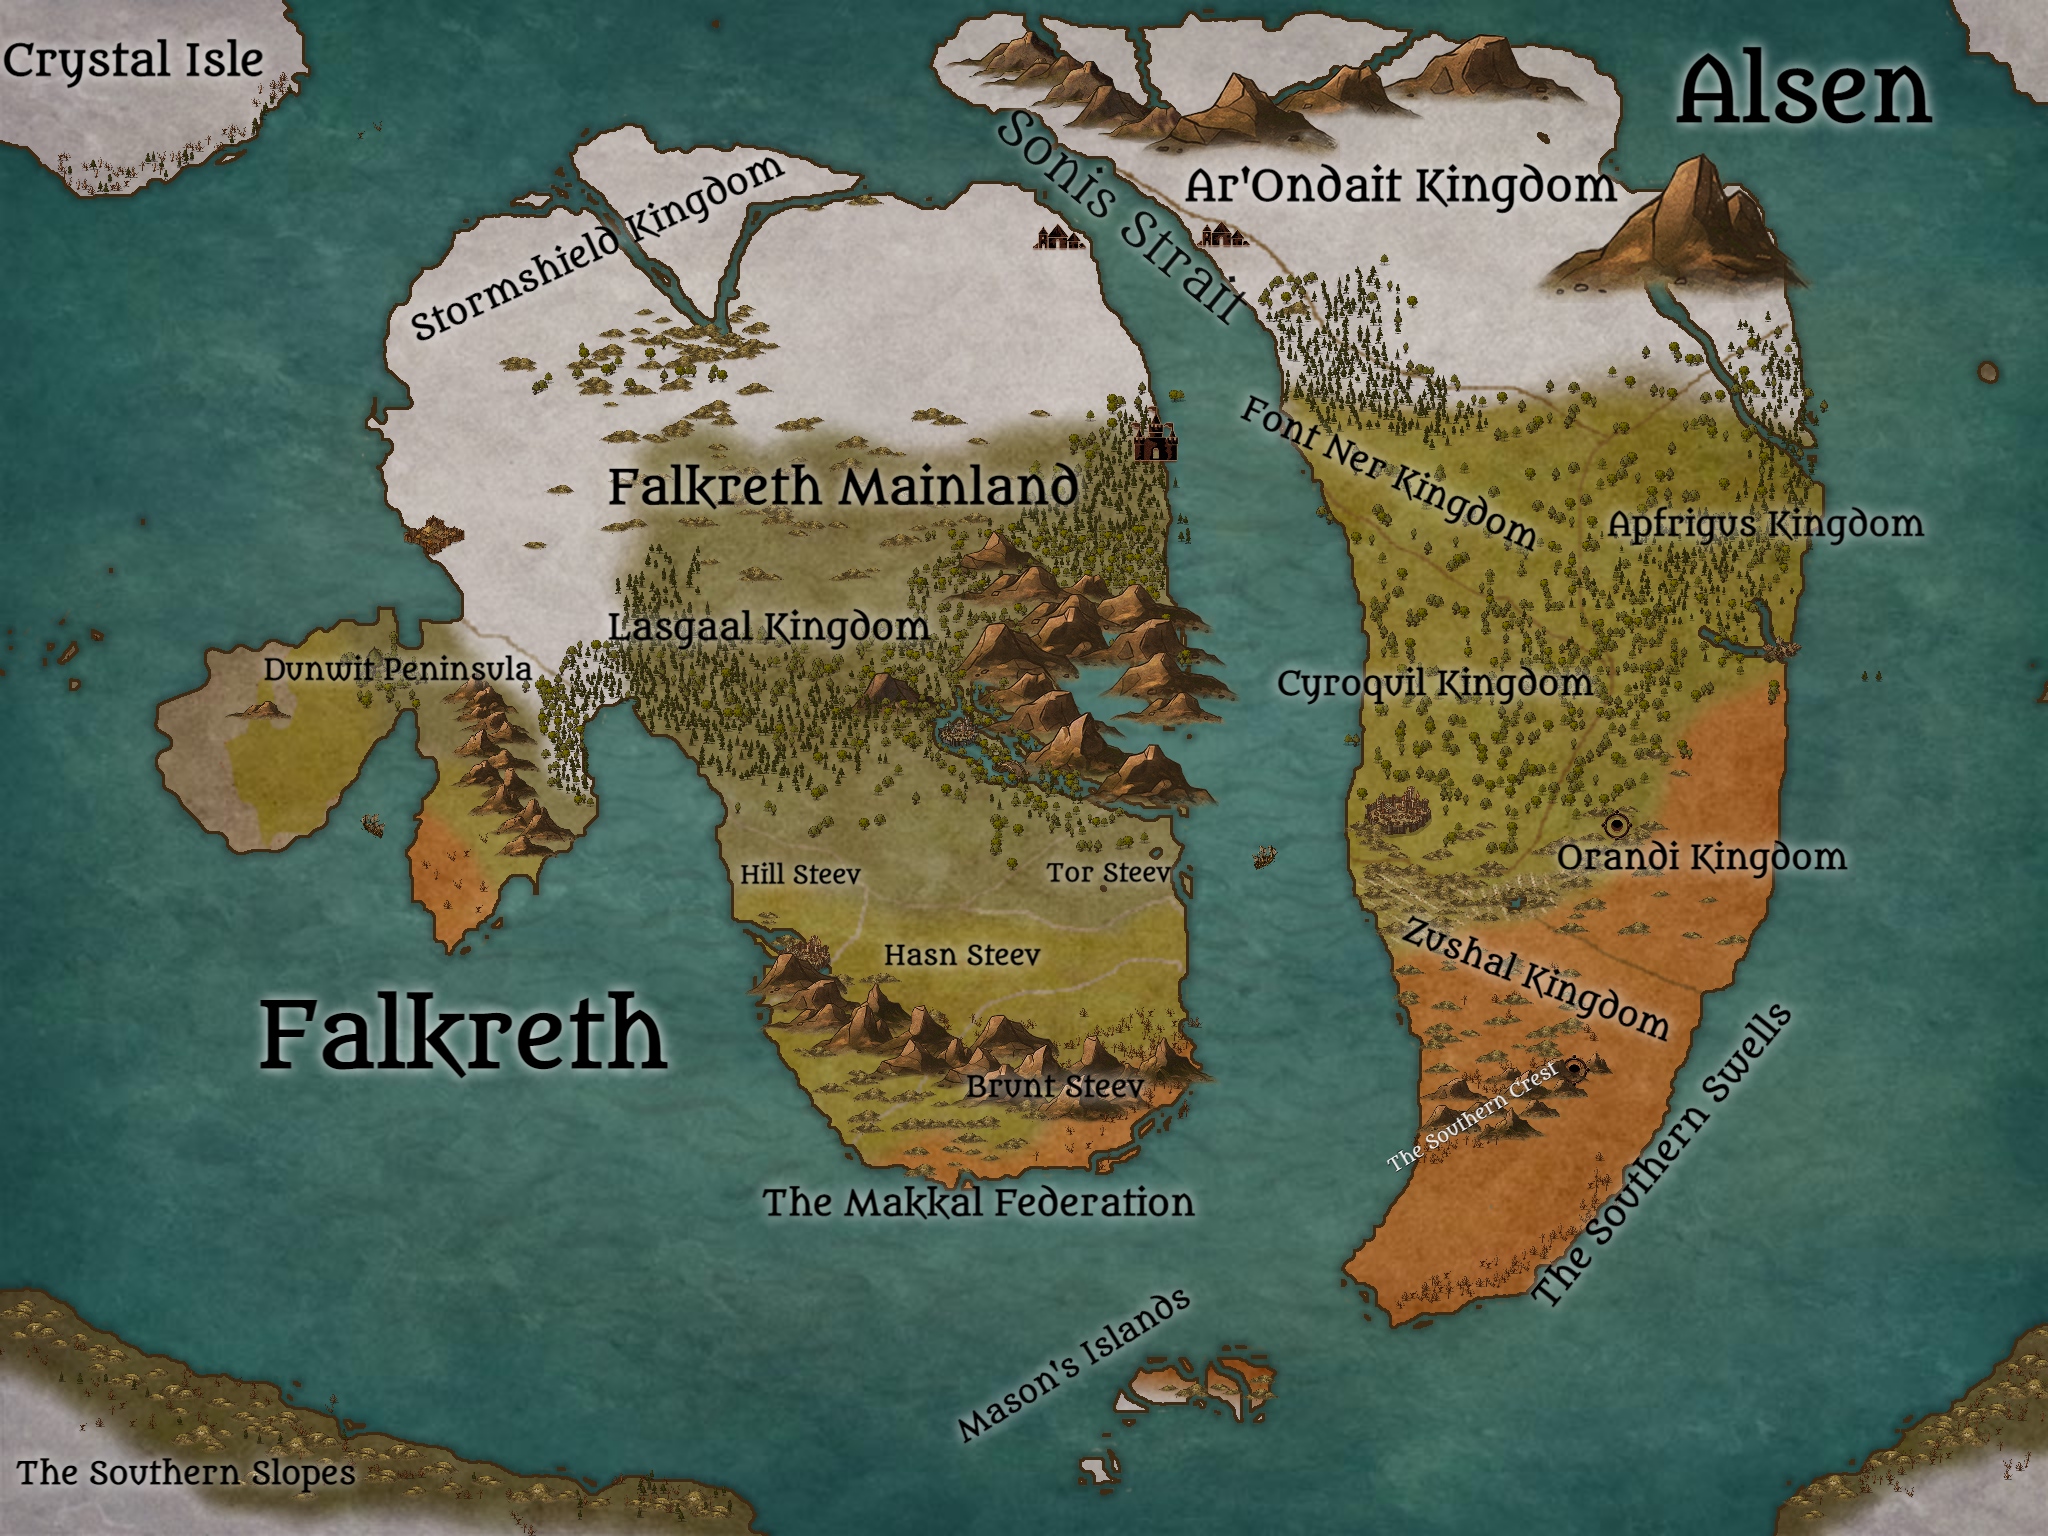 Crystal Isle
Alsen
Sonis Strait
Ar'Ondait Kingdom
Stormshield Kingdom
Font Ner Kingdom
Falkreth Mainland
Apfrigus Kingdom
Lasgaal Kingdom
Dunwit Peninsula
Cyroquil Kingdom
Orandi Kingdom
Hill Steev
Tor Steev
Hasn Steev
Zushal Kingdom
Falkreth
Brunt Steev
The Southern Crest
The Southern Swells
The Makkal Federation
Mason's Islands
The Southern Slopes